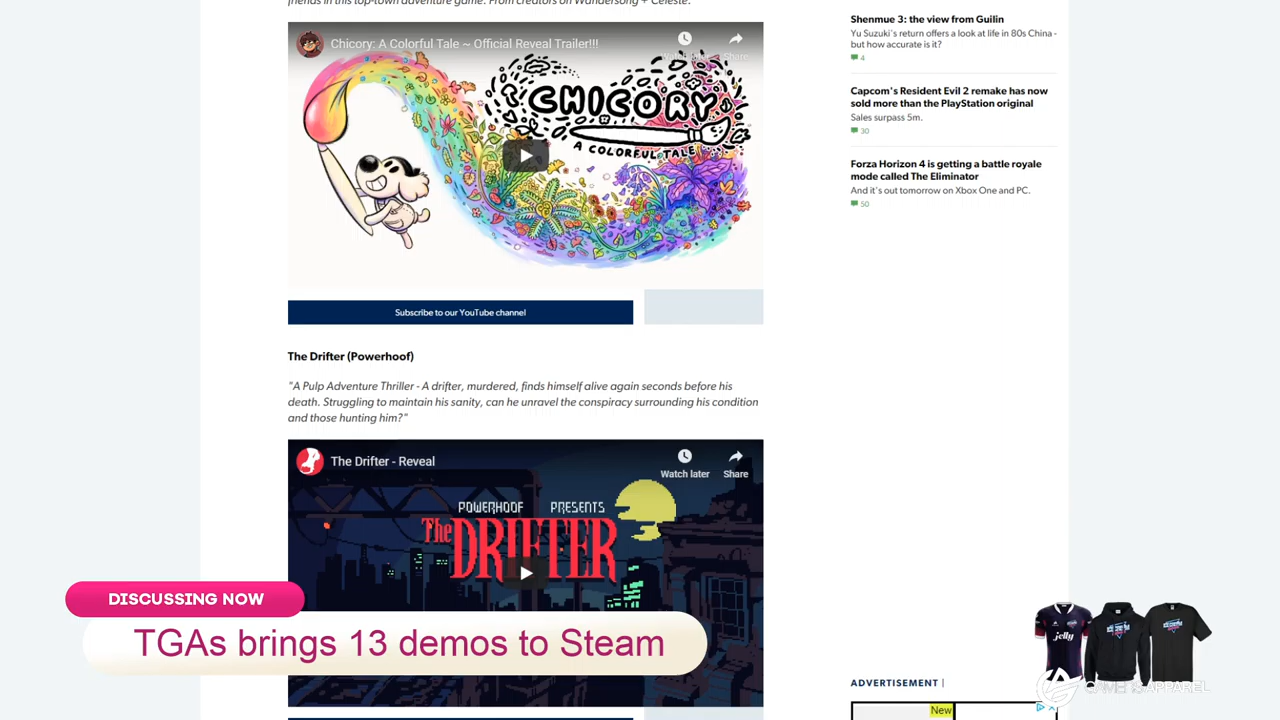 friends in this top-town adventure game. From creators on Wandersong + Celeste."
Chicory: A Colorful Tale ~ Official Reveal Trailer!!!
Watch later
Share
CHICORY
A COLORFUL TALE
Subscribe to our YouTube channel
The Drifter (Powerhoof)
"A Pulp Adventure Thriller - A drifter, murdered, finds himself alive again seconds before his
death. Struggling to maintain his sanity, can he unravel the conspiracy surrounding his condition
and those hunting him?"
The Drifter - Reveal
Watch later
Share
POWERHOOF PRESENTS
The DRIFTER
Shenmue 3: the view from Guilin
Yu Suzuki's return offers a look at life in 80s China -
but how accurate is it?
4
Capcom's Resident Evil 2 remake has now
sold more than the PlayStation original
Sales surpass 5m.
30
Forza Horizon 4 is getting a battle royale
mode called The Eliminator
And it's out tomorrow on Xbox One and PC.
50
DISCUSSING NOW
TGAs brings 13 demos to Steam
jelly
APPAREL
ADVERTISEMENT |
New